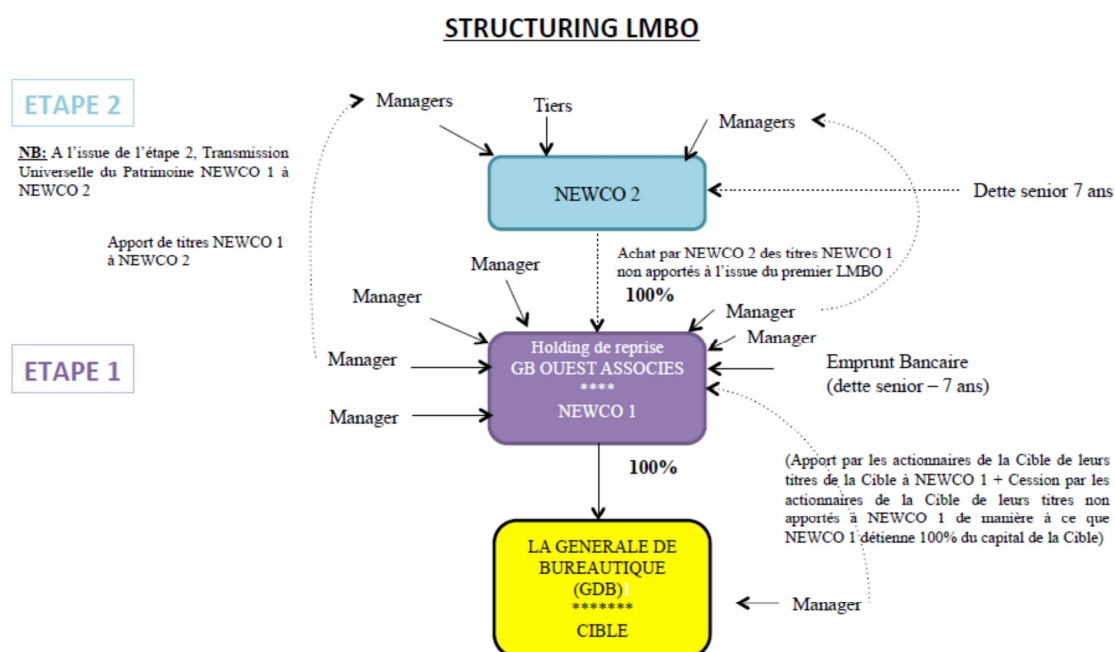 STRUCTURING LMBO
ETAPE 2
NB: A l'issue de l'étape 2, Transmission
Universelle du Patrimoine NEWCO 1 à
NEWCO 2
Managers
Tiers
Managers
NEWCO 2
Dette senior 7 ans
Apport de titres NEWCO 1
à NEWCO 2
Achat par NEWCO 2 des titres NEWCO 1
non apportés à l'issue du premier LMBO
100%
Manager
Manager
Manager
Manager
ETAPE 1
Manager
Holding de reprise
GB OUEST ASSOCIES
****
NEWCO 1
Emprunt Bancaire
(dette senior – 7 ans)
Manager
100%
(Apport par les actionnaires de la Cible de leurs
titres de la Cible à NEWCO 1 + Cession par les
actionnaires de la Cible de leurs titres non
apportés à NEWCO 1 de manière à ce que
NEWCO 1 détienne 100% du capital de la Cible)
LA GENERALE DE
BUREAUTIQUE
(GDB)1
*******
CIBLE
Manager